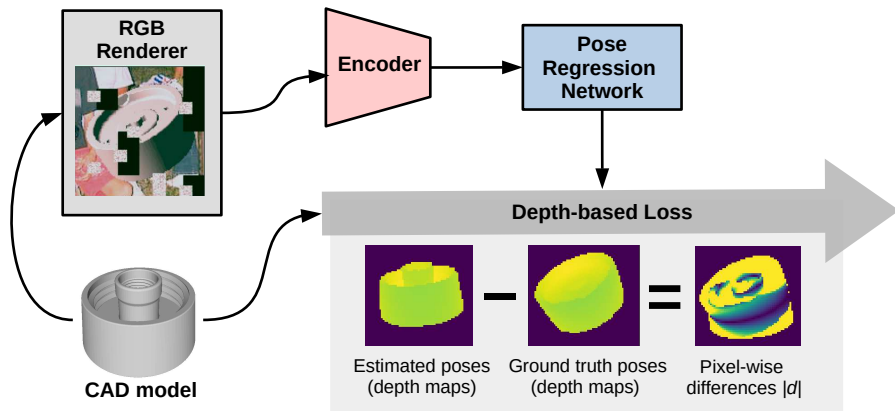 RGB
Renderer
Encoder
Pose
Regression
Network
Depth-based Loss
CAD model
Estimated poses
(depth maps)
Ground truth poses
(depth maps)
Pixel-wise
differences |d|